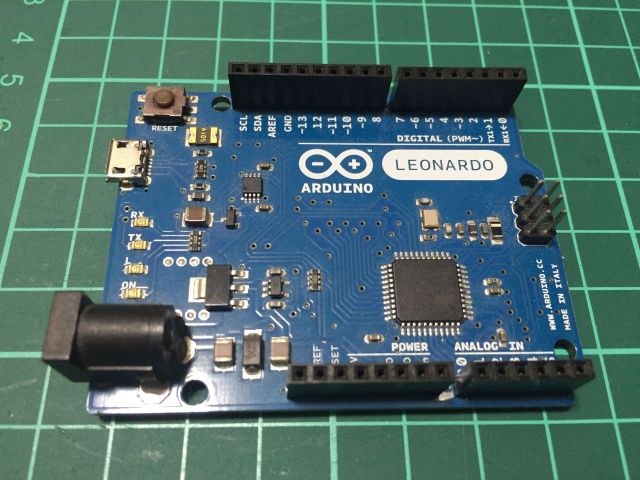 3
4
5
6
RESET
SCL
SDA
AREF
GND
~13
12
~11
~10
~9
8
7
~6
~5
4
~3
2
TX→1
RX←0
DIGITAL (PWM~)
ARDUINO
LEONARDO
RX
TX
L
ON
WWW.ARDUINO.CC
MADE IN ITALY
POWER
ANALOG IN